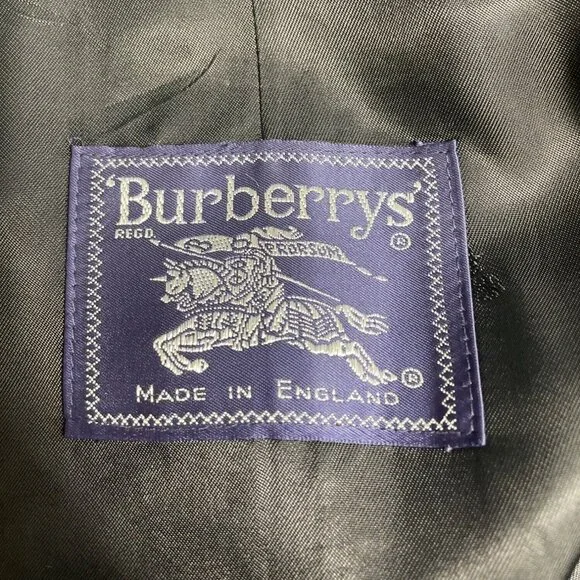 'Burberrys'
REGD. ®
PRORSUM
MADE IN ENGLAND ®